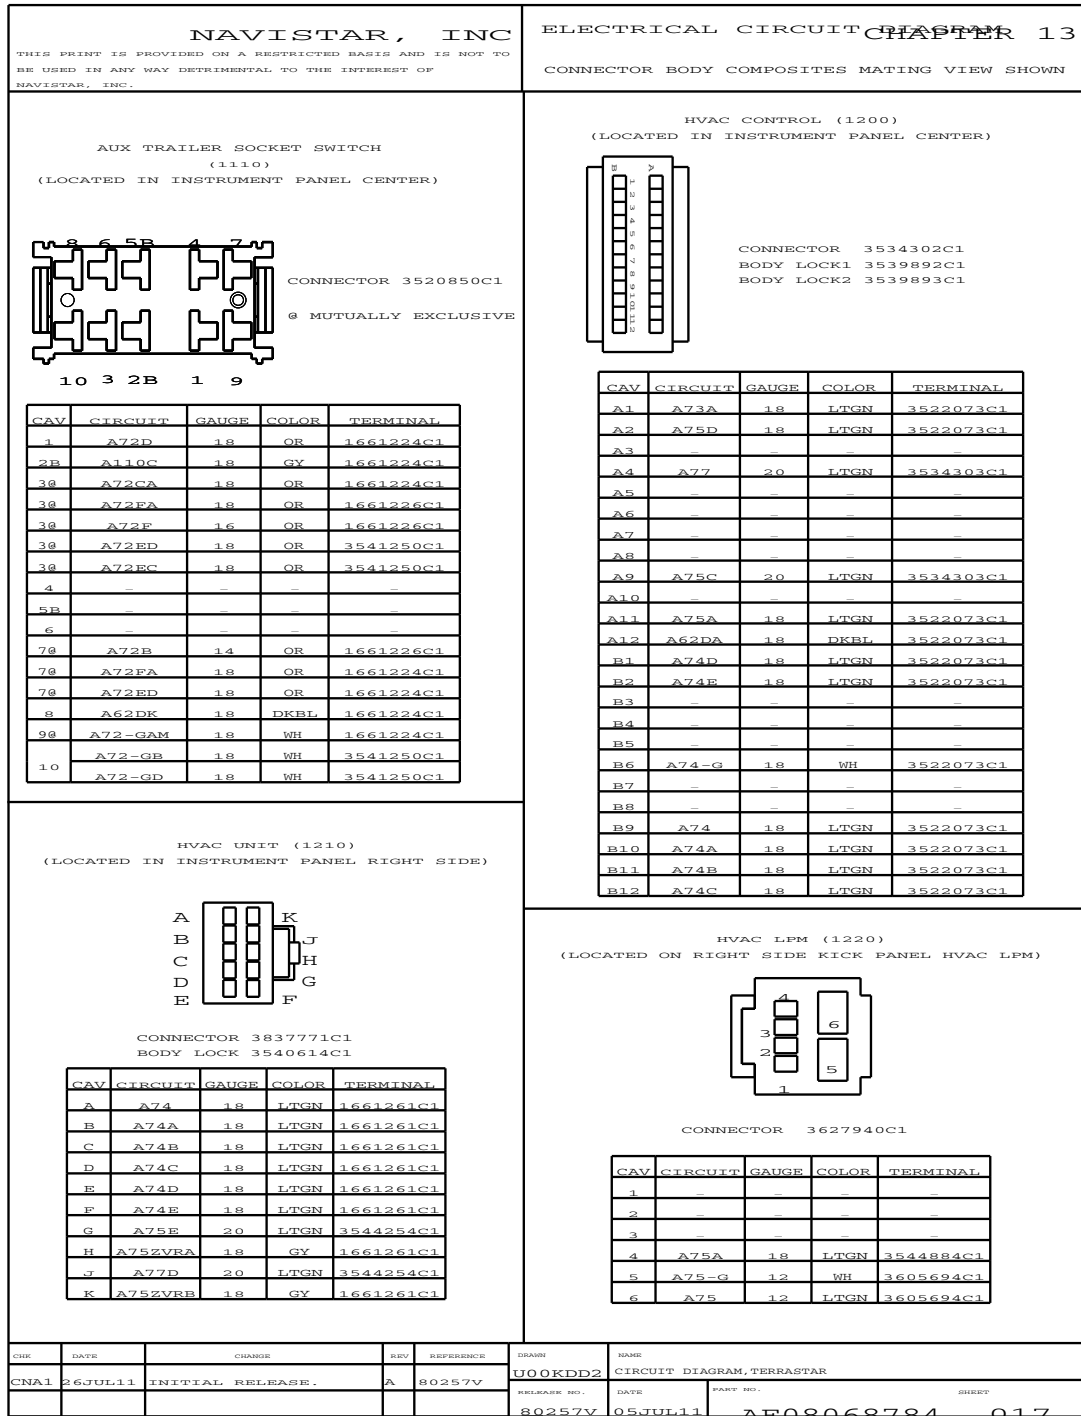 NAVISTAR, INC
THIS PRINT IS PROVIDED ON A RESTRICTED BASIS AND IS NOT TO
BE USED IN ANY WAY DETRIMENTAL TO THE INTEREST OF
NAVISTAR, INC.
ELECTRICAL CIRCUIT DIAGRAM
CHAPTER 13
CONNECTOR BODY COMPOSITES MATING VIEW SHOWN
AUX TRAILER SOCKET SWITCH
(1110)
(LOCATED IN INSTRUMENT PANEL CENTER)
8 6 5B 4 7
CONNECTOR 3520850C1
@ MUTUALLY EXCLUSIVE
10 3 2B 1 9
CAV CIRCUIT GAUGE COLOR TERMINAL
1 A72D 18 OR 1661224C1
2B A110C 18 GY 1661224C1
3@ A72CA 18 OR 1661224C1
3@ A72FA 18 OR 1661226C1
3@ A72F 16 OR 1661226C1
3@ A72ED 18 OR 3541250C1
3@ A72EC 18 OR 3541250C1
4 – – – –
5B – – – –
6 – – – –
7@ A72B 14 OR 1661226C1
7@ A72FA 18 OR 1661224C1
7@ A72ED 18 OR 1661224C1
8 A62DK 18 DKBL 1661224C1
9@ A72-GAM 18 WH 1661224C1
10 A72-GB 18 WH 3541250C1
A72-GD 18 WH 3541250C1
HVAC CONTROL (1200)
(LOCATED IN INSTRUMENT PANEL CENTER)
B A
1
2
3
4
5
6
7
8
9
10
11
12
CONNECTOR 3534302C1
BODY LOCK1 3539892C1
BODY LOCK2 3539893C1
CAV CIRCUIT GAUGE COLOR TERMINAL
A1 A73A 18 LTGN 3522073C1
A2 A75D 18 LTGN 3522073C1
A3 – – – –
A4 A77 20 LTGN 3534303C1
A5 – – – –
A6 – – – –
A7 – – – –
A8 – – – –
A9 A75C 20 LTGN 3534303C1
A10 – – – –
A11 A75A 18 LTGN 3522073C1
A12 A62DA 18 DKBL 3522073C1
B1 A74D 18 LTGN 3522073C1
B2 A74E 18 LTGN 3522073C1
B3 – – – –
B4 – – – –
B5 – – – –
B6 A74-G 18 WH 3522073C1
B7 – – – –
B8 – – – –
B9 A74 18 LTGN 3522073C1
B10 A74A 18 LTGN 3522073C1
B11 A74B 18 LTGN 3522073C1
B12 A74C 18 LTGN 3522073C1
HVAC UNIT (1210)
(LOCATED IN INSTRUMENT PANEL RIGHT SIDE)
A K
B J
C H
D G
E F
CONNECTOR 3837771C1
BODY LOCK 3540614C1
CAV CIRCUIT GAUGE COLOR TERMINAL
A A74 18 LTGN 1661261C1
B A74A 18 LTGN 1661261C1
C A74B 18 LTGN 1661261C1
D A74C 18 LTGN 1661261C1
E A74D 18 LTGN 1661261C1
F A74E 18 LTGN 1661261C1
G A75E 20 LTGN 3544254C1
H A75ZVRA 18 GY 1661261C1
J A77D 20 LTGN 3544254C1
K A75ZVRB 18 GY 1661261C1
HVAC LPM (1220)
(LOCATED ON RIGHT SIDE KICK PANEL HVAC LPM)
4
3 6
2
5
1
CONNECTOR 3627940C1
CAV CIRCUIT GAUGE COLOR TERMINAL
1 – – – –
2 – – – –
3 – – – –
4 A75A 18 LTGN 3544884C1
5 A75-G 12 WH 3605694C1
6 A75 12 LTGN 3605694C1
CHK DATE CHANGE REV REFERENCE
CNA1 26JUL11 INITIAL RELEASE. A 80257V
DRAWN NAME
U00KDD2 CIRCUIT DIAGRAM,TERRASTAR
RELEASE NO. DATE PART NO. SHEET
80257V 05JUL11 AF08068784 017